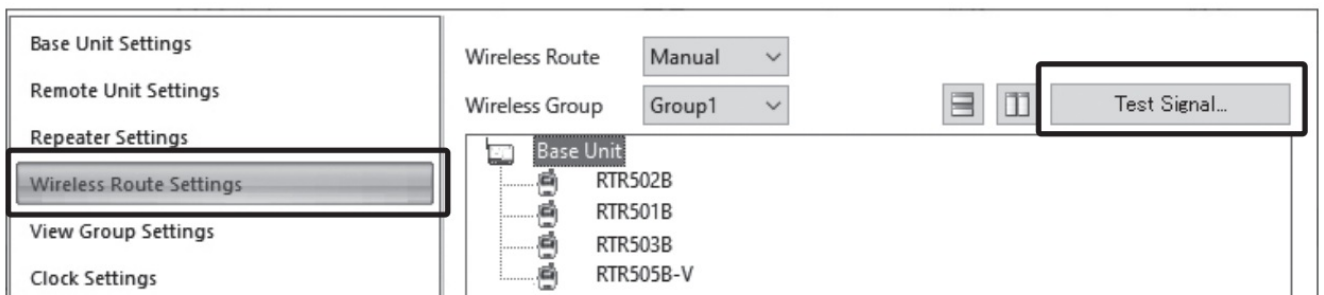 Base Unit Settings
Remote Unit Settings
Repeater Settings
Wireless Route Settings
View Group Settings
Clock Settings
Wireless Route Manual
Wireless Group Group1
Test Signal...
Base Unit
RTR502B
RTR501B
RTR503B
RTR505B-V